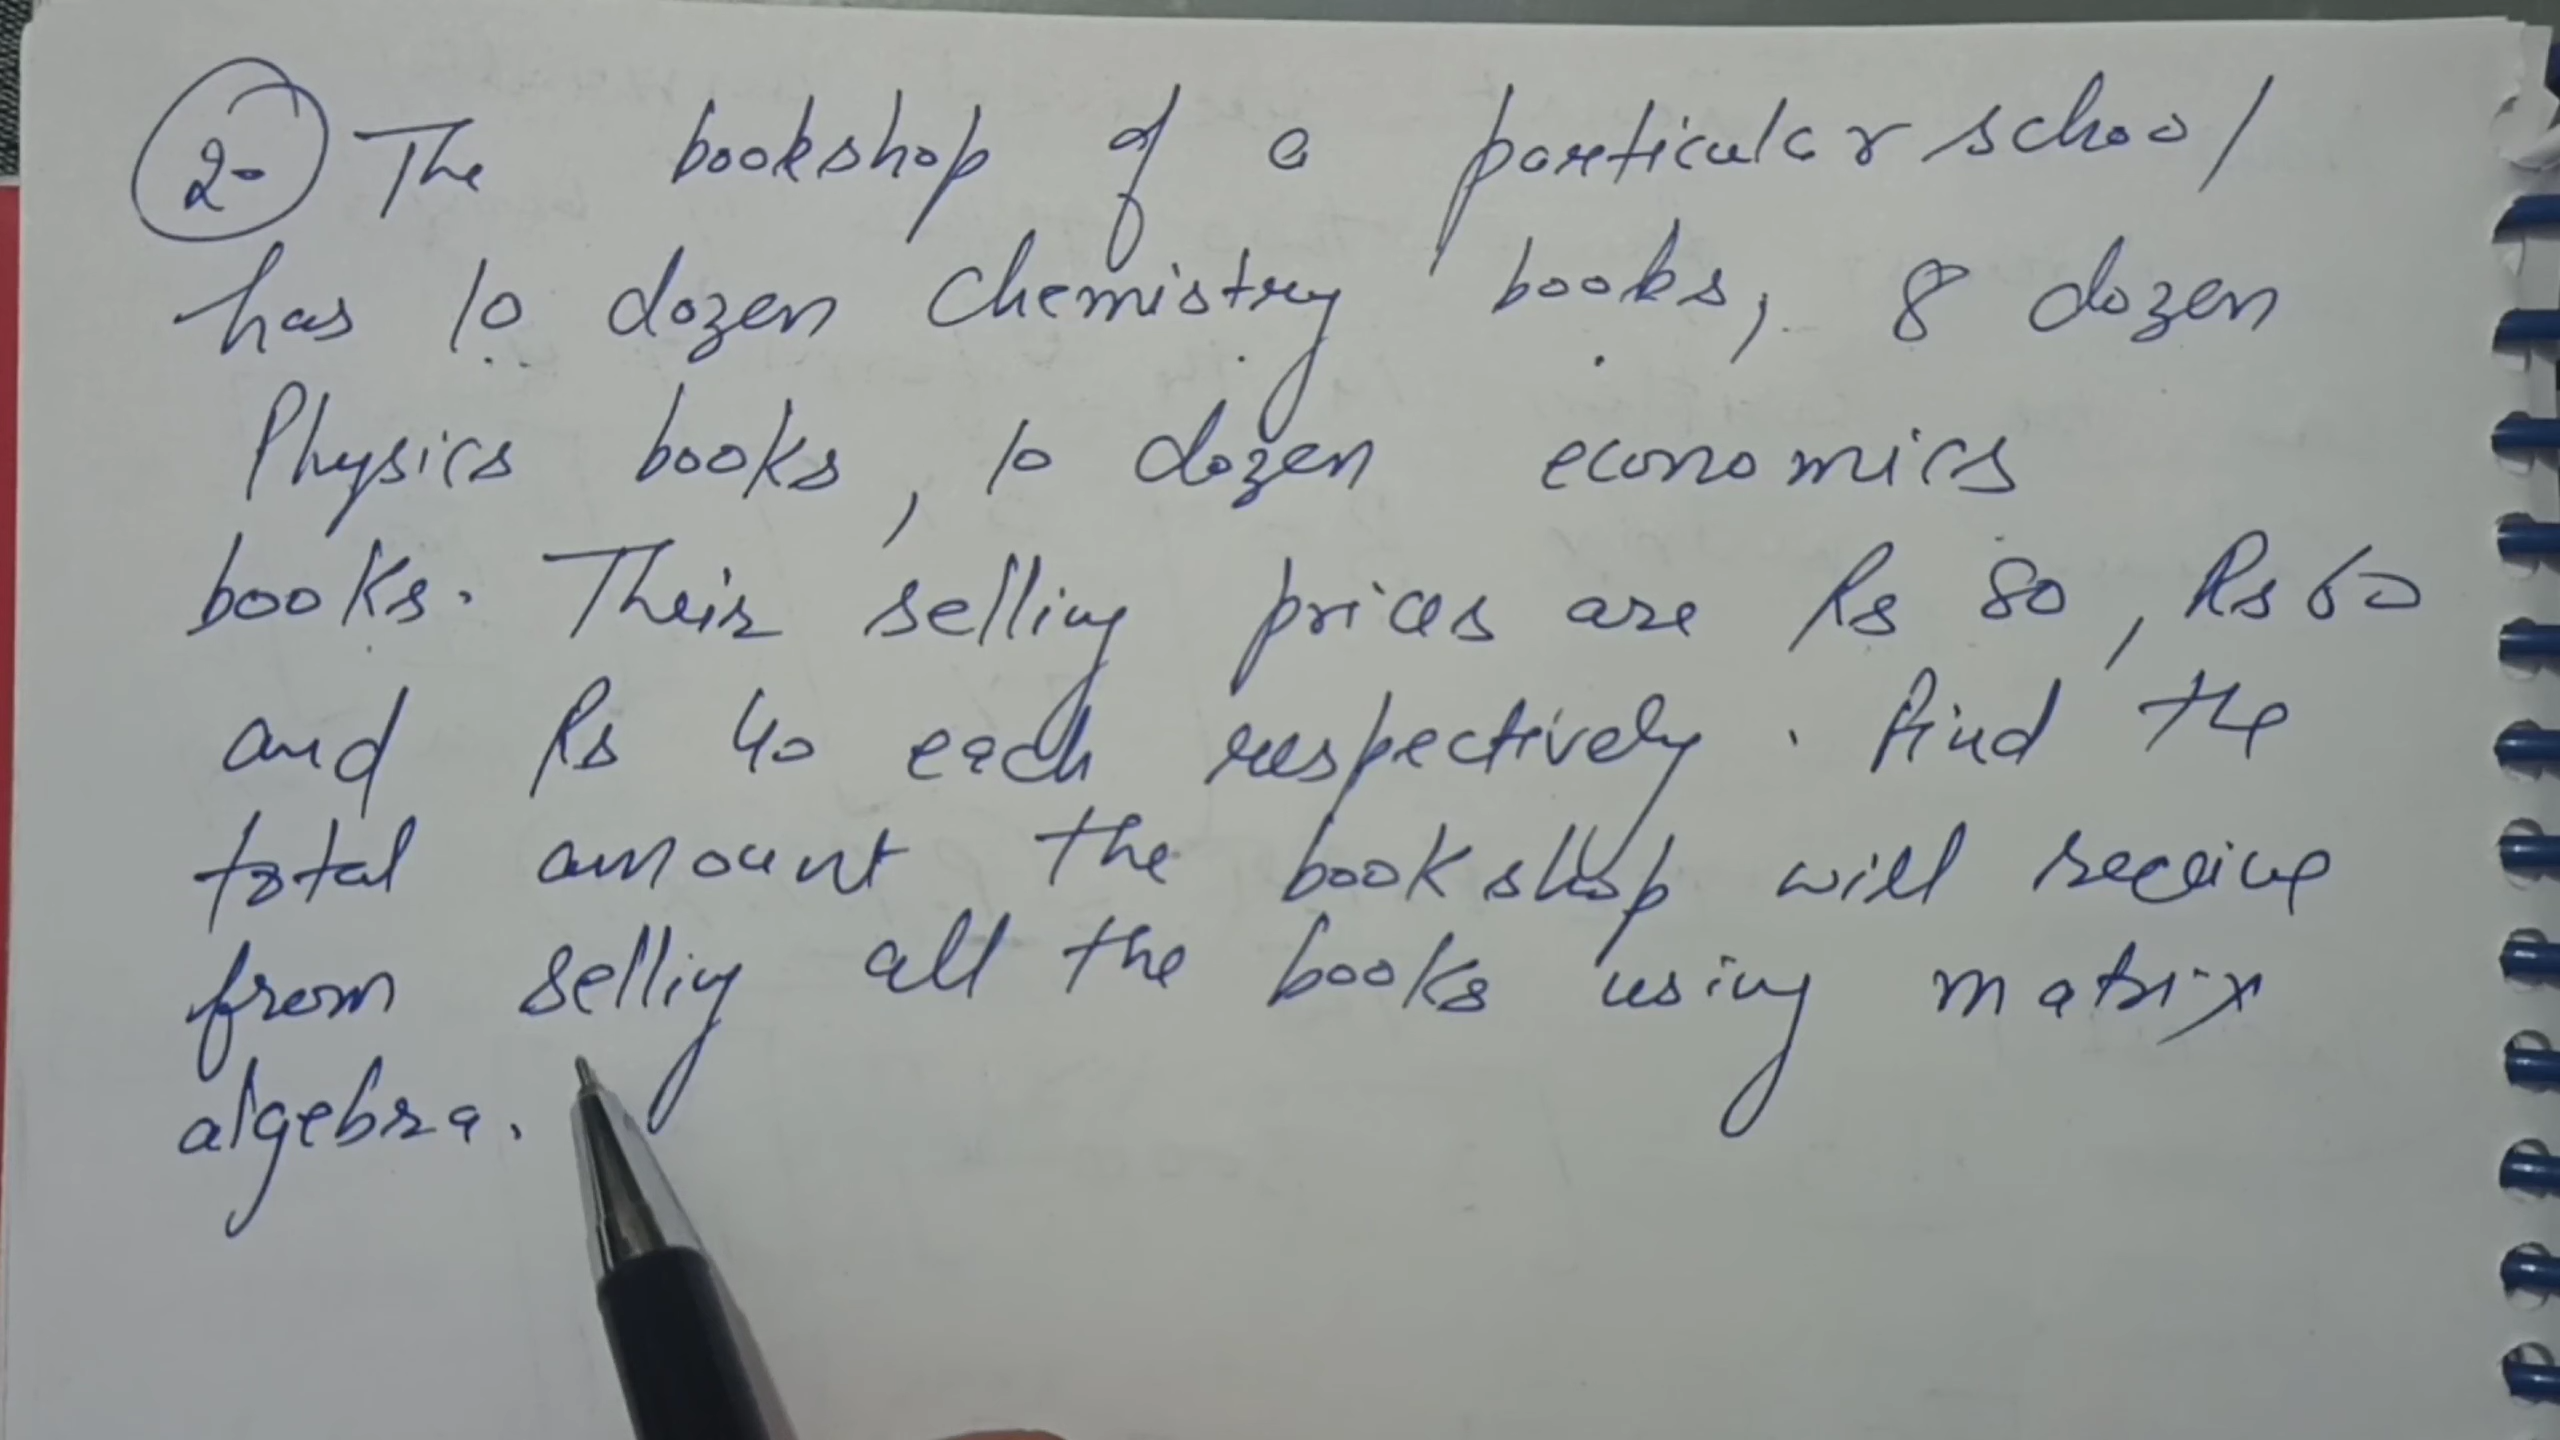 2- The bookshop of a particular school
has 10 dozen Chemistry books, 8 dozen
Physics books, 10 dozen economics
books. Their selling prices are Rs 80, Rs 60
and Rs 40 each respectively. Find the
total amount the bookshop will receive
from selling all the books using matrix
algebra.